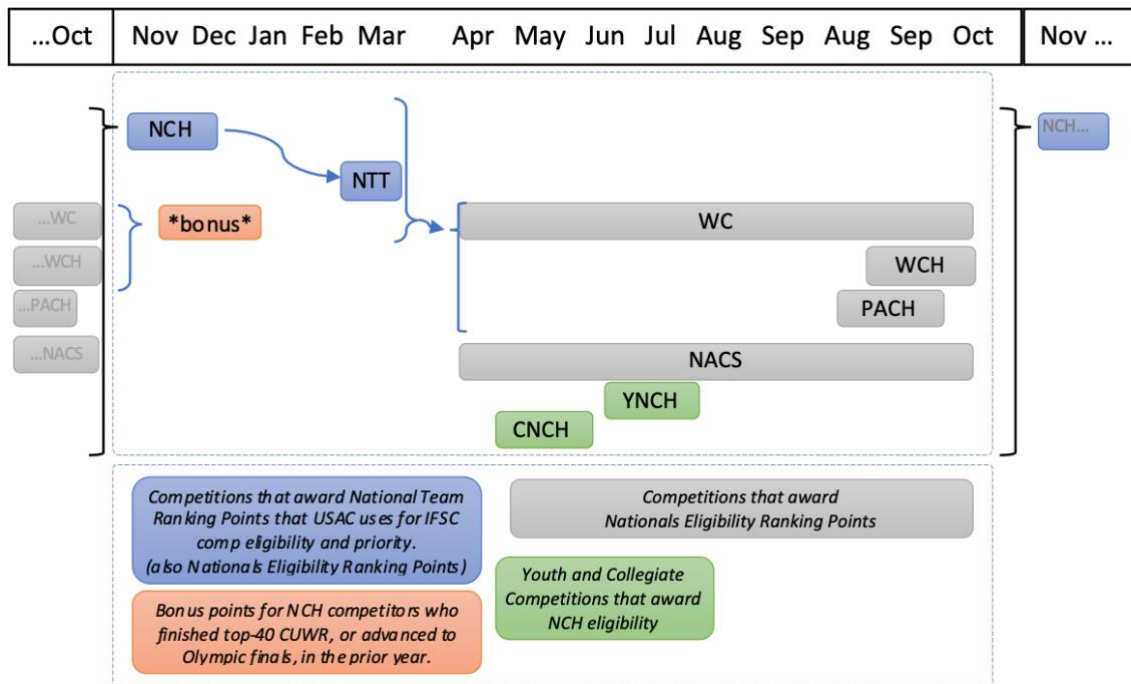 ...Oct Nov Dec Jan Feb Mar Apr May Jun Jul Aug Sep Aug Sep Oct Nov ...
NCH
NCH...
NTT
...WC
*bonus*
WC
...WCH
WCH
...PACH
PACH
...NACS
NACS
YNCH
CNCH
Competitions that award National Team
Ranking Points that USAC uses for IFSC
comp eligibility and priority.
(also Nationals Eligibility Ranking Points)
Competitions that award
Nationals Eligibility Ranking Points
Youth and Collegiate
Competitions that award
NCH eligibility
Bonus points for NCH competitors who
finished top-40 CUWR, or advanced to
Olympic finals, in the prior year.